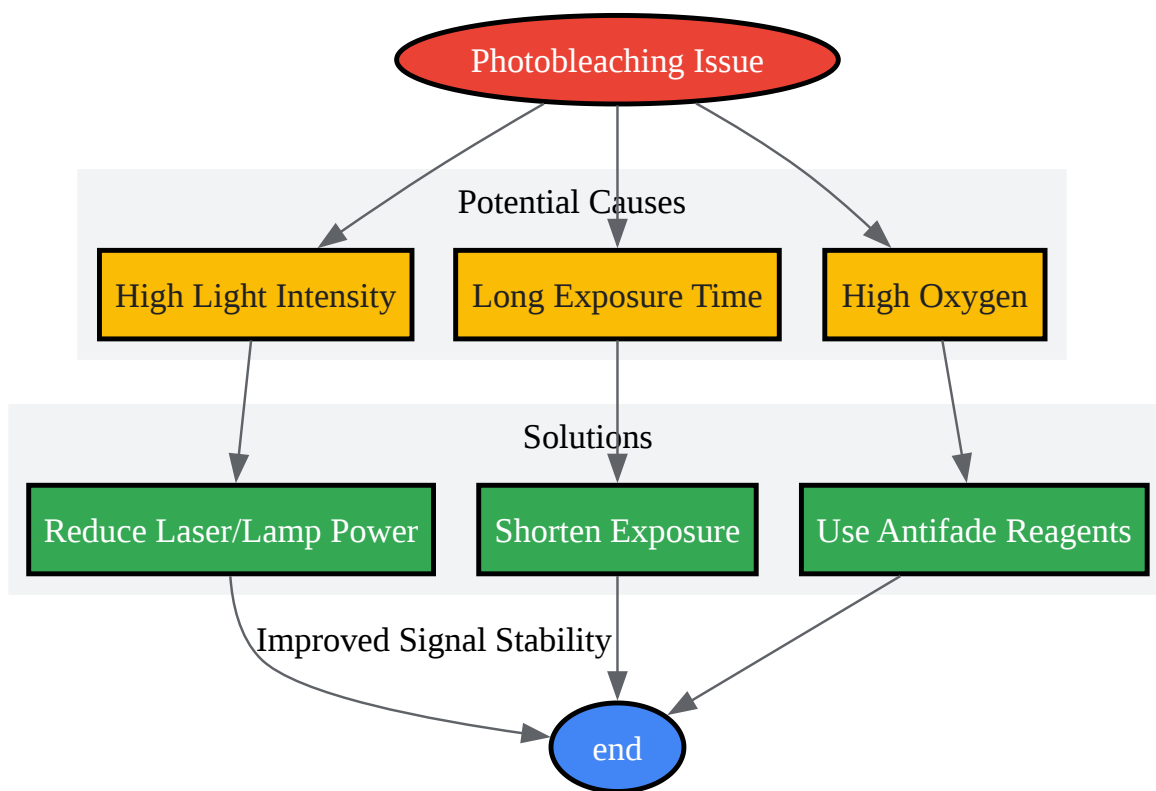 Photobleaching Issue
Potential Causes
High Light Intensity
Long Exposure Time
High Oxygen
Solutions
Reduce Laser/Lamp Power
Shorten Exposure
Use Antifade Reagents
Improved Signal Stability
end